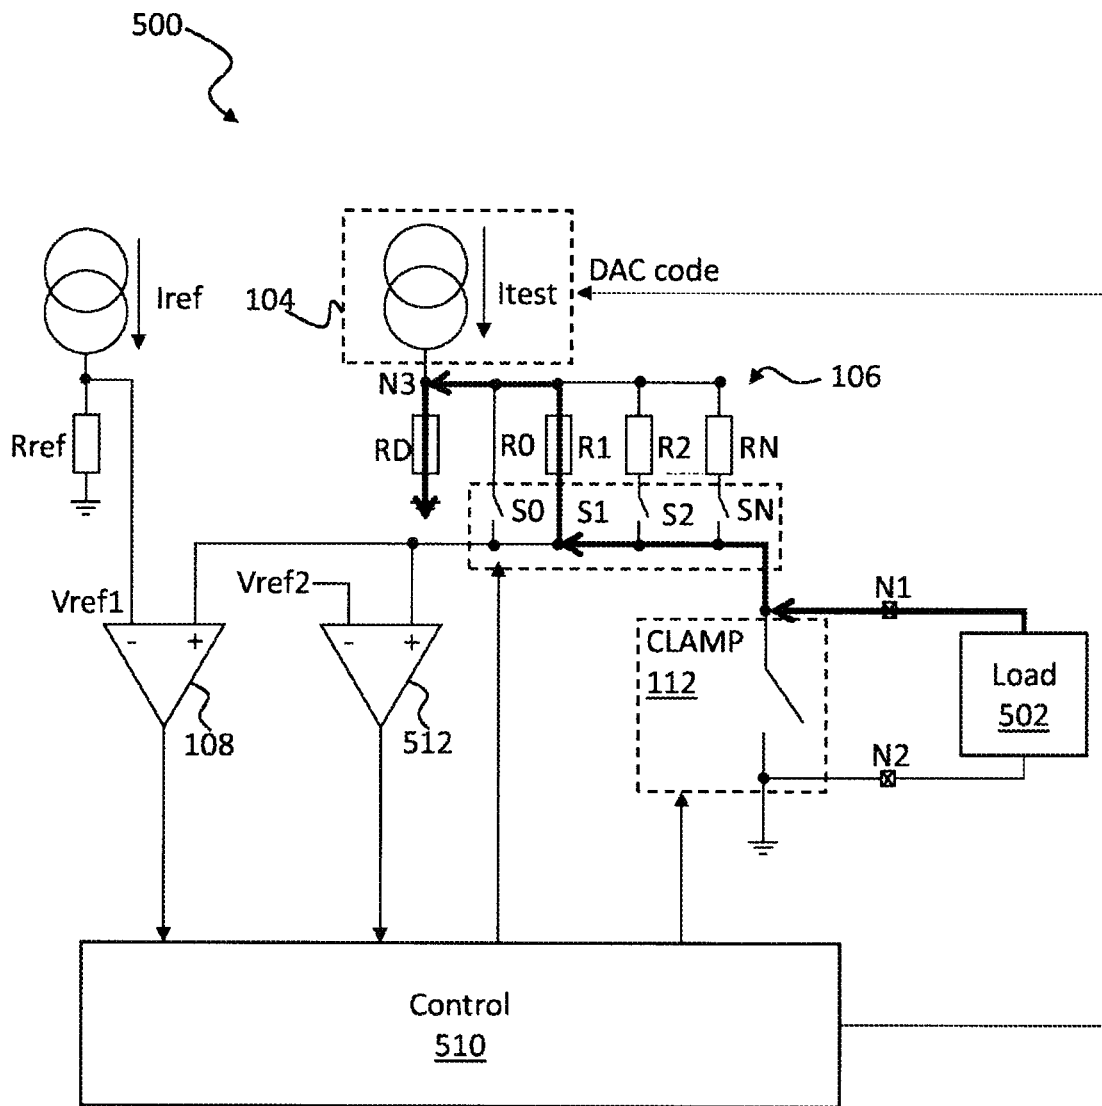 500
Iref
104
Itest
DAC code
N3
106
Rref
RD
R0
R1
R2
RN
S0
S1
S2
SN
Vref1
Vref2
- +
- +
108
512
CLAMP
112
N1
Load
502
N2
Control
510